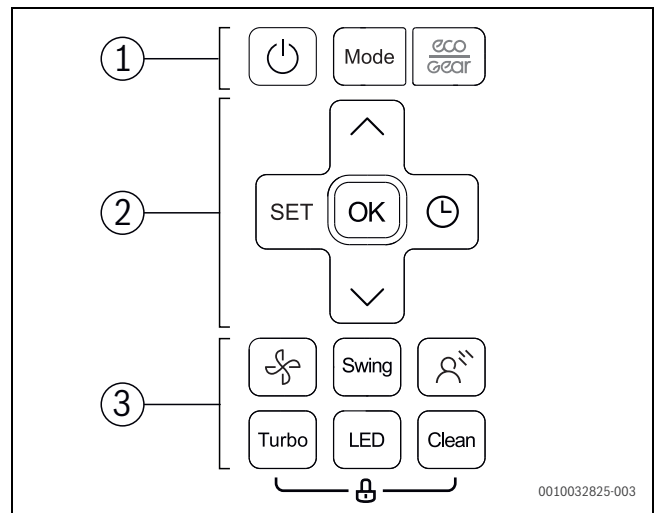 1
Mode
eco
Gear
2
SET
OK
3
Swing
Turbo
LED
Clean
0010032825-003